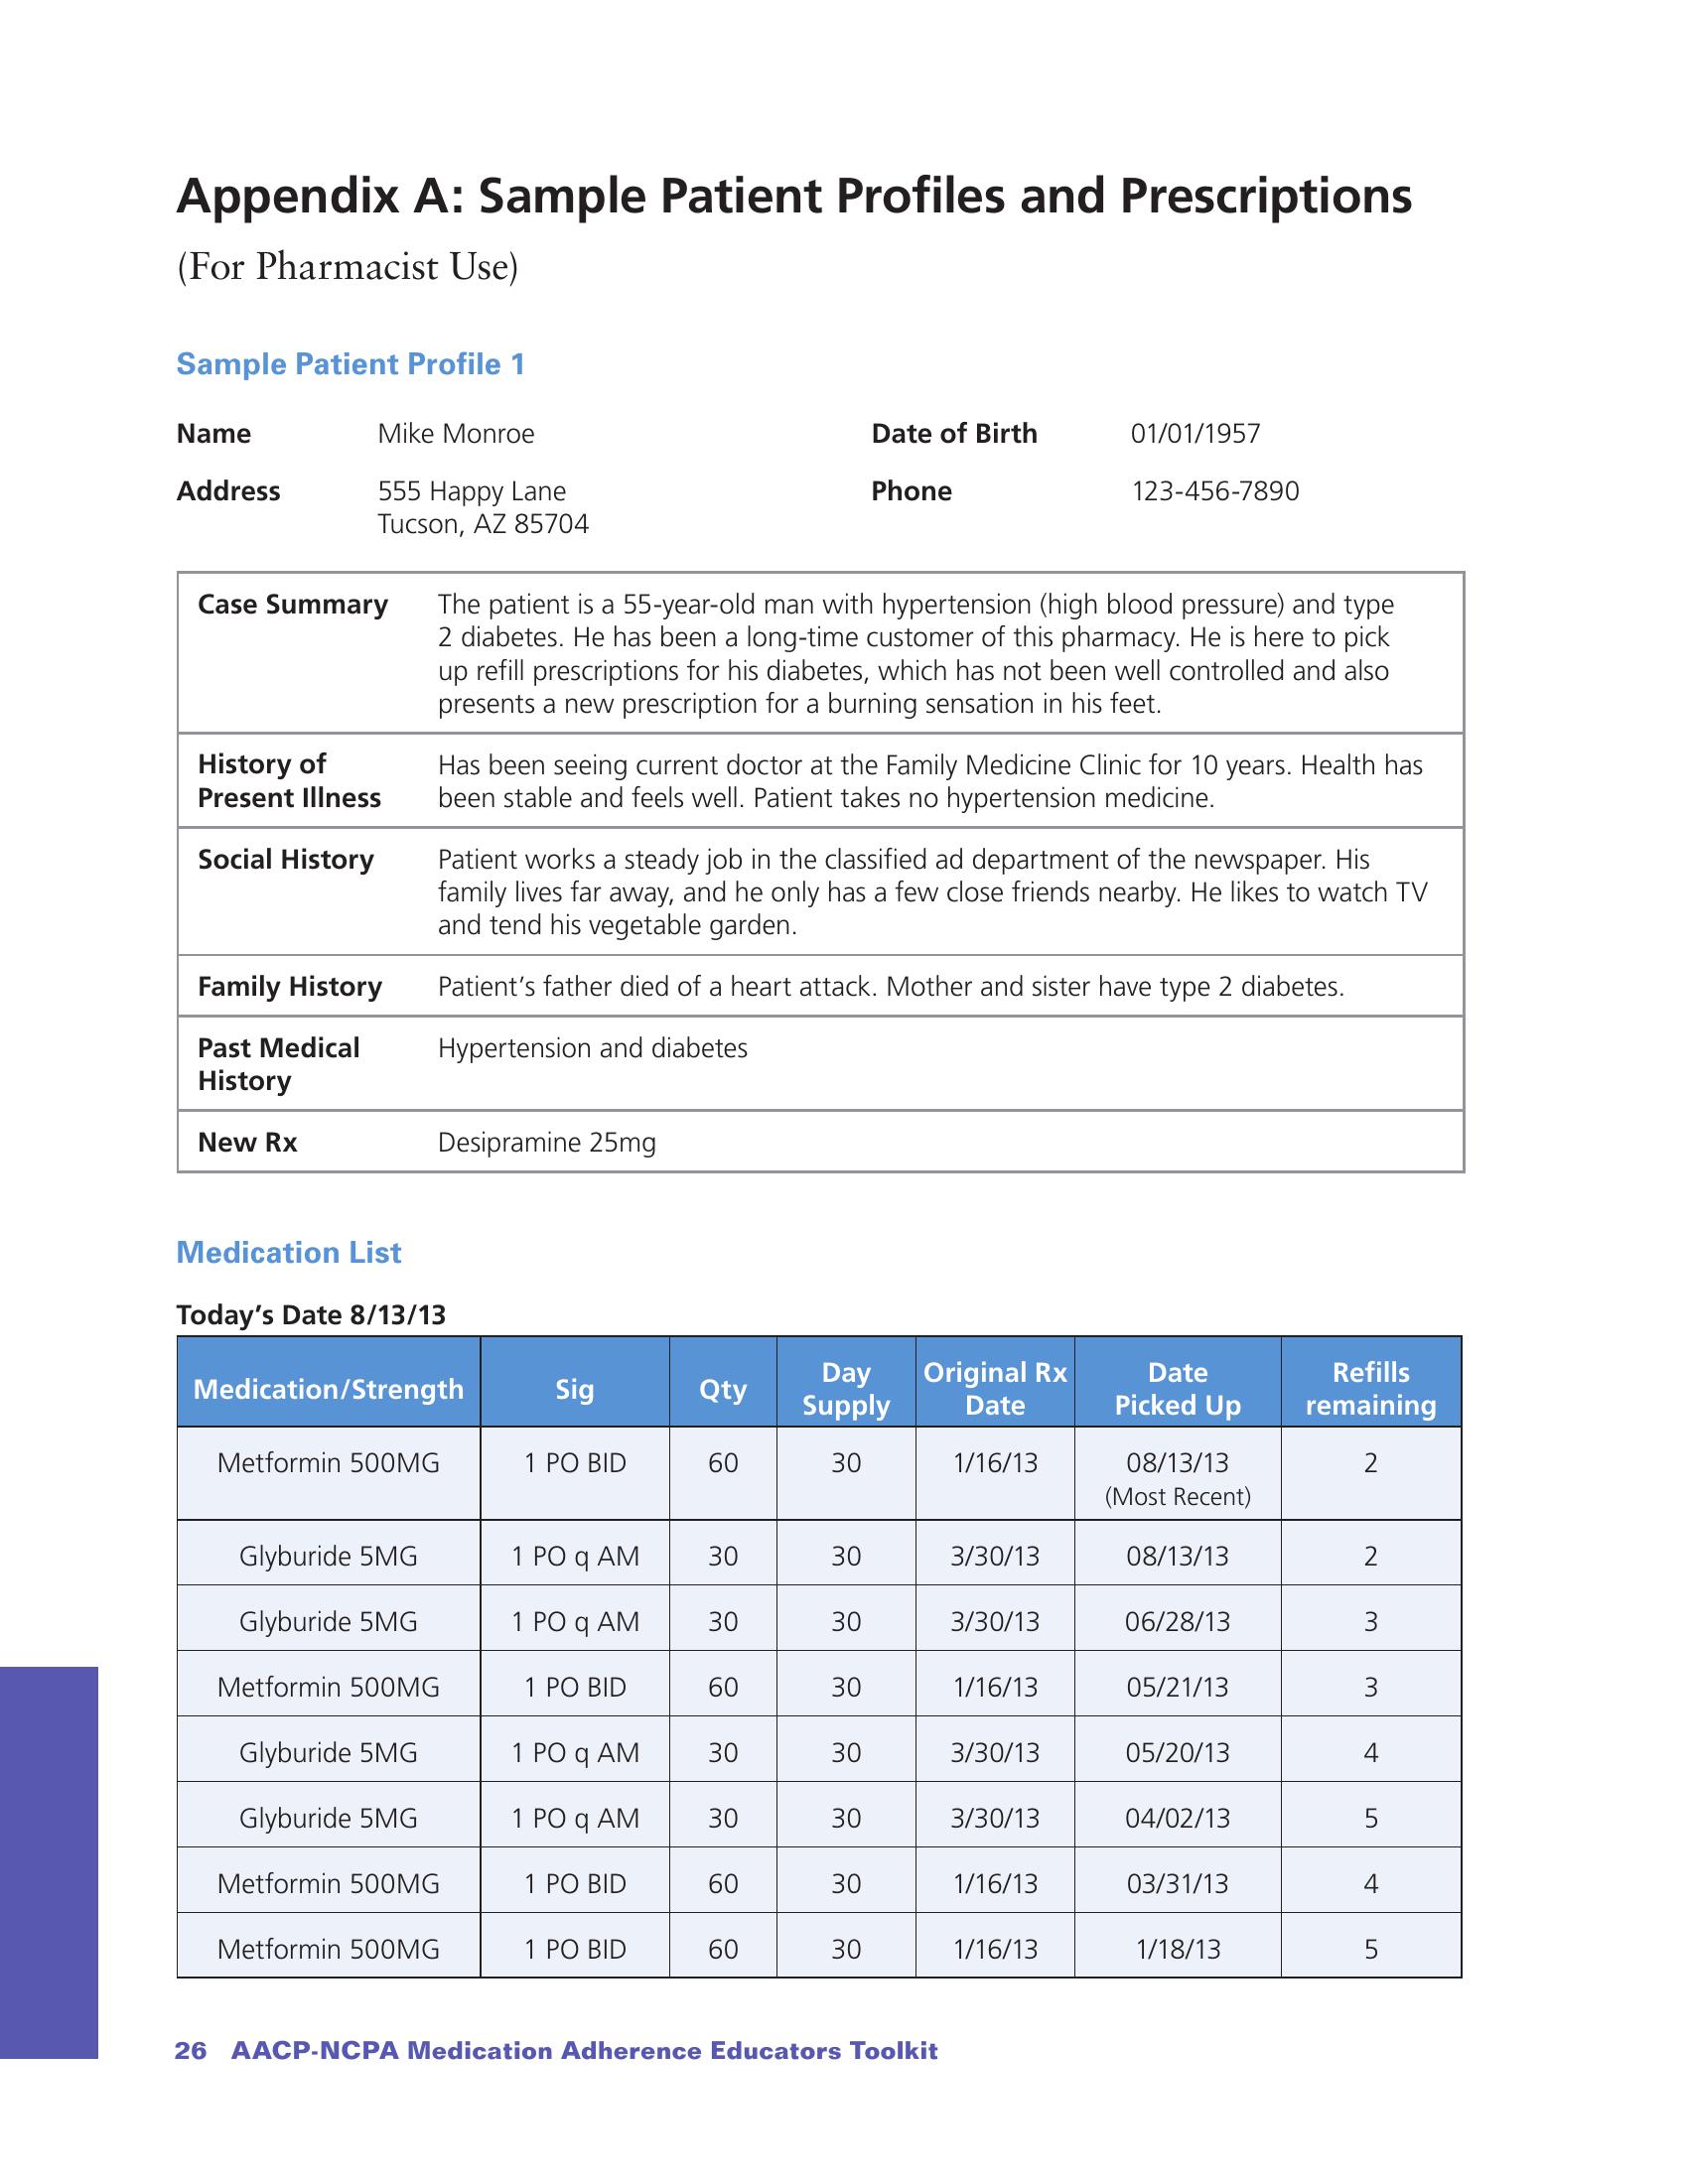 Appendix A: Sample Patient Profiles and Prescriptions
(For Pharmacist Use)
Sample Patient Profile 1
Name Mike Monroe Date of Birth 01/01/1957
Address 555 Happy Lane Phone 123-456-7890
Tucson, AZ 85704
Case Summary The patient is a 55-year-old man with hypertension (high blood pressure) and type
2 diabetes. He has been a long-time customer of this pharmacy. He is here to pick
up refill prescriptions for his diabetes, which has not been well controlled and also
presents a new prescription for a burning sensation in his feet.
History of Has been seeing current doctor at the Family Medicine Clinic for 10 years. Health has
Present Illness been stable and feels well. Patient takes no hypertension medicine.
Social History Patient works a steady job in the classified ad department of the newspaper. His
family lives far away, and he only has a few close friends nearby. He likes to watch TV
and tend his vegetable garden.
Family History Patient’s father died of a heart attack. Mother and sister have type 2 diabetes.
Past Medical Hypertension and diabetes
History
New Rx Desipramine 25mg
Medication List
Today’s Date 8/13/13
Medication/Strength Sig Qty Day Supply Original Rx Date Date Picked Up Refills remaining
Metformin 500MG 1 PO BID 60 30 1/16/13 08/13/13 2
(Most Recent)
Glyburide 5MG 1 PO q AM 30 30 3/30/13 08/13/13 2
Glyburide 5MG 1 PO q AM 30 30 3/30/13 06/28/13 3
Metformin 500MG 1 PO BID 60 30 1/16/13 05/21/13 3
Glyburide 5MG 1 PO q AM 30 30 3/30/13 05/20/13 4
Glyburide 5MG 1 PO q AM 30 30 3/30/13 04/02/13 5
Metformin 500MG 1 PO BID 60 30 1/16/13 03/31/13 4
Metformin 500MG 1 PO BID 60 30 1/16/13 1/18/13 5
26 AACP-NCPA Medication Adherence Educators Toolkit